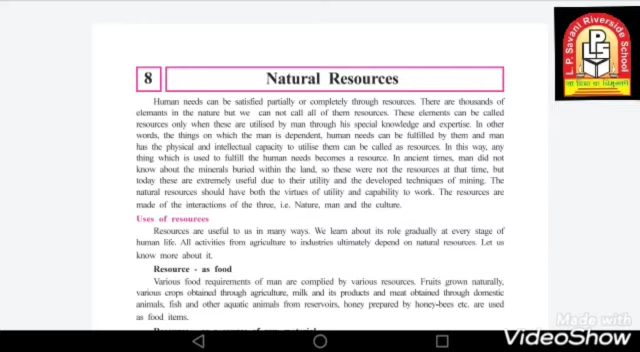 L. P. Savani Riverside School
LPS
8
Natural Resources
Human needs can be satisfied partially or completely through resources. There are thousands of
elemants in the nature but we can not call all of them resources. These elements can be called
resources only when these are utilised by man through his special knowledge and expertise. In other
words, the things on which the man is dependent, human needs can be fulfilled by them and man
has the physical and intellectual capacity to utilise them can be called as resources. In this way, any
thing which is used to fulfill the human needs becomes a resource. In ancient times, man did not
know about the minerals buried within the land, so these were not the resources at that time, but
today these are extremely useful due to their utility and the developed techniques of mining. The
natural resources should have both the virtues of utility and capability to work. The resources are
made of the interactions of the three, i.e. Nature, man and the culture.
Uses of resources
Resources are useful to us in many ways. We learn about its role gradually at every stage of
human life. All activities from agriculture to industries ultimately depend on natural resources. Let us
know more about it.
Resource - as food
Various food requirements of man are complied by various resources. Fruits grown naturally,
various crops obtained through agriculture, milk and its products and meat obtained through domestic
animals, fish and other aquatic animals from reservoirs, honey prepared by honey-bees etc. are used
as food items.
Made with
VideoShow